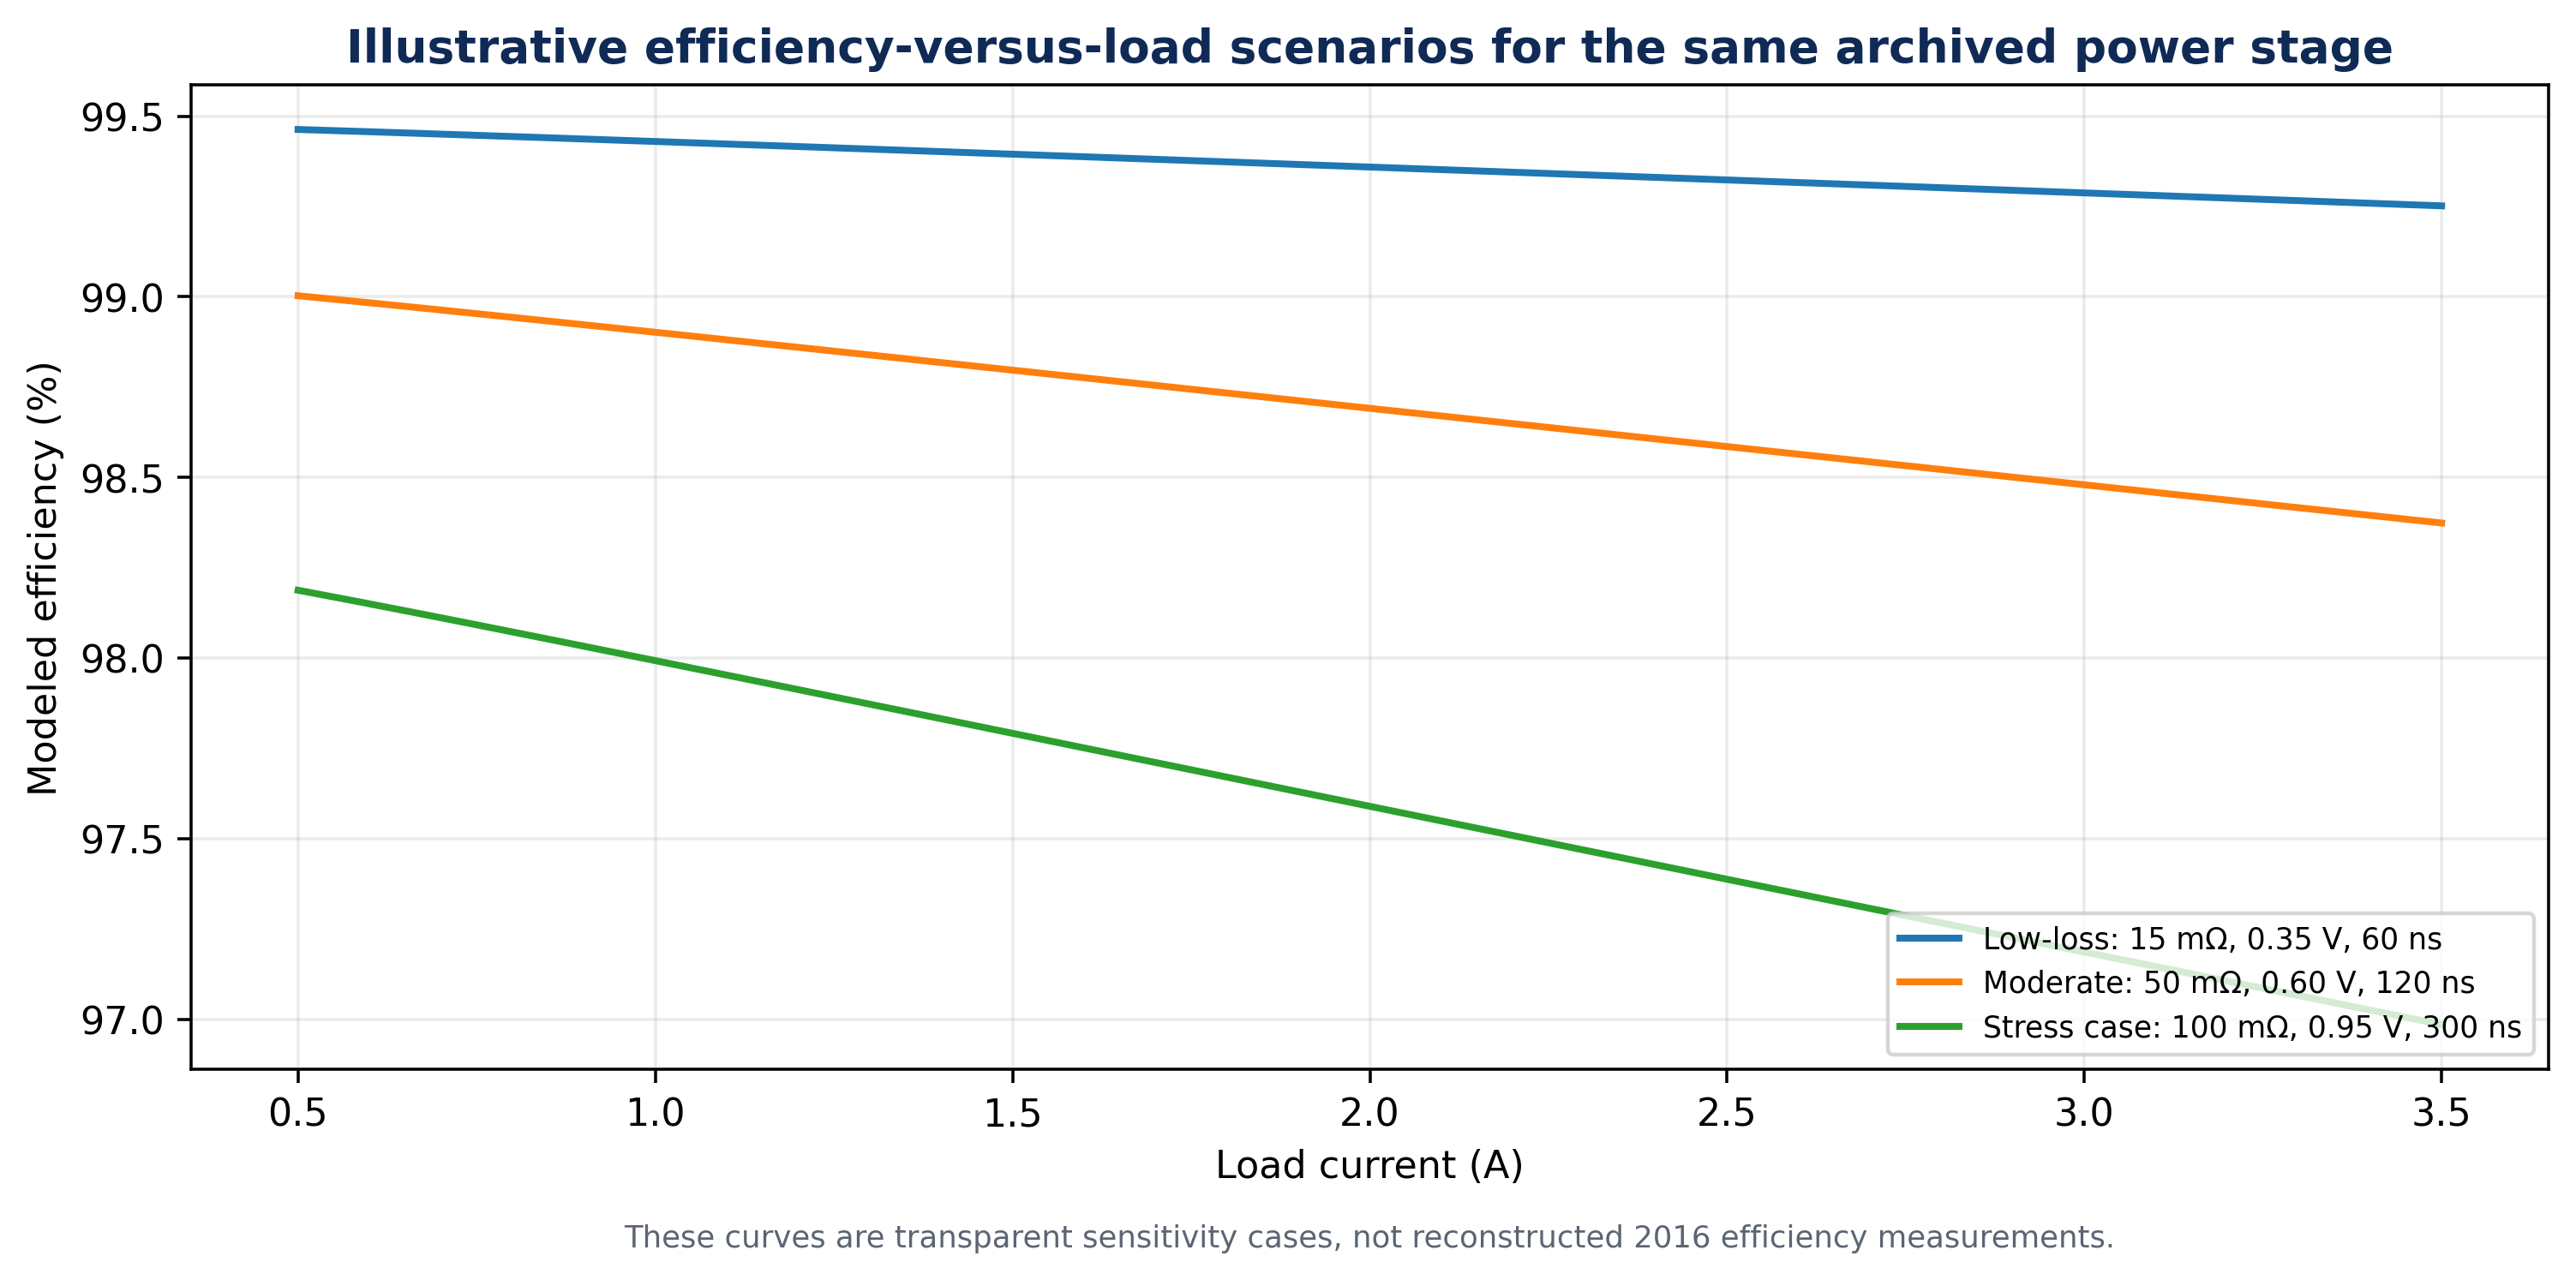 Illustrative efficiency-versus-load scenarios for the same archived power stage
Modeled efficiency (%)
99.5
99.0
98.5
98.0
97.5
97.0
Low-loss: 15 mΩ, 0.35 V, 60 ns
Moderate: 50 mΩ, 0.60 V, 120 ns
Stress case: 100 mΩ, 0.95 V, 300 ns
0.5 1.0 1.5 2.0 2.5 3.0 3.5
Load current (A)
These curves are transparent sensitivity cases, not reconstructed 2016 efficiency measurements.